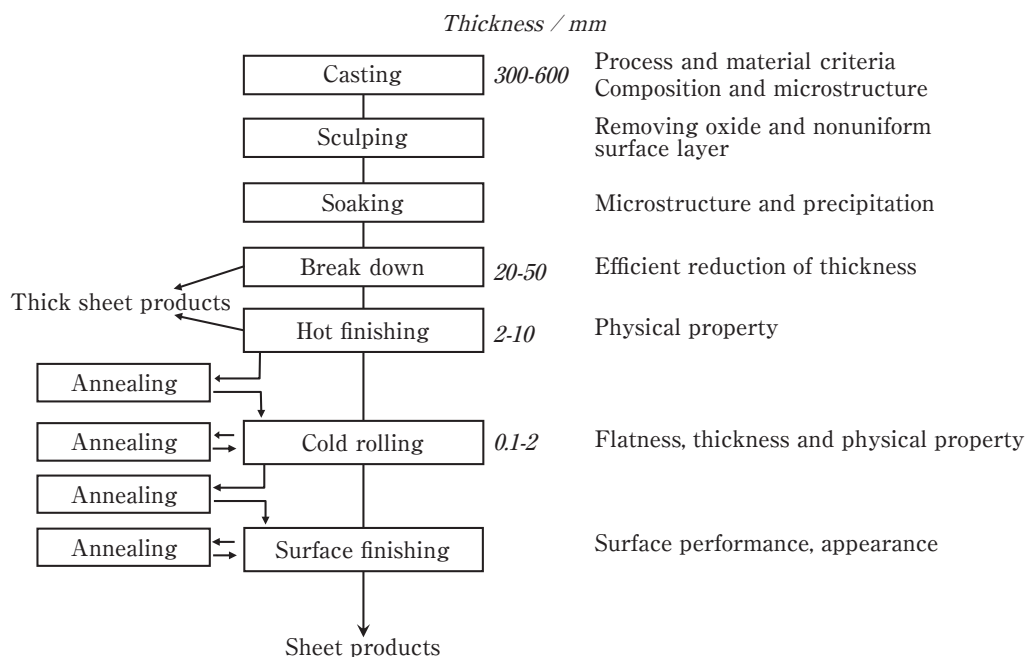 Thickness / mm
Casting 300-600 Process and material criteria
Composition and microstructure
Sculping Removing oxide and nonuniform
surface layer
Soaking Microstructure and precipitation
Break down 20-50 Efficient reduction of thickness
Thick sheet products
Hot finishing 2-10 Physical property
Annealing
Annealing Cold rolling 0.1-2 Flatness, thickness and physical property
Annealing
Annealing Surface finishing Surface performance, appearance
Sheet products